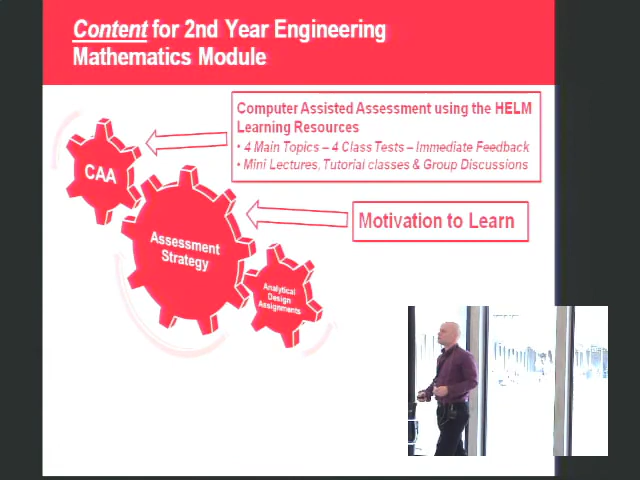 Content for 2nd Year Engineering
Mathematics Module
Computer Assisted Assessment using the HELM
Learning Resources
• 4 Main Topics – 4 Class Tests – Immediate Feedback
• Mini Lectures, Tutorial classes & Group Discussions
CAA
Motivation to Learn
Assessment
Strategy
Analytical
Design
Assignments